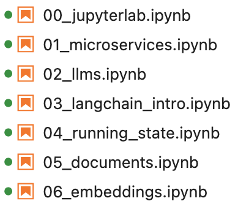 00_jupyterlab.ipynb
01_microservices.ipynb
02_llms.ipynb
03_langchain_intro.ipynb
04_running_state.ipynb
05_documents.ipynb
06_embeddings.ipynb